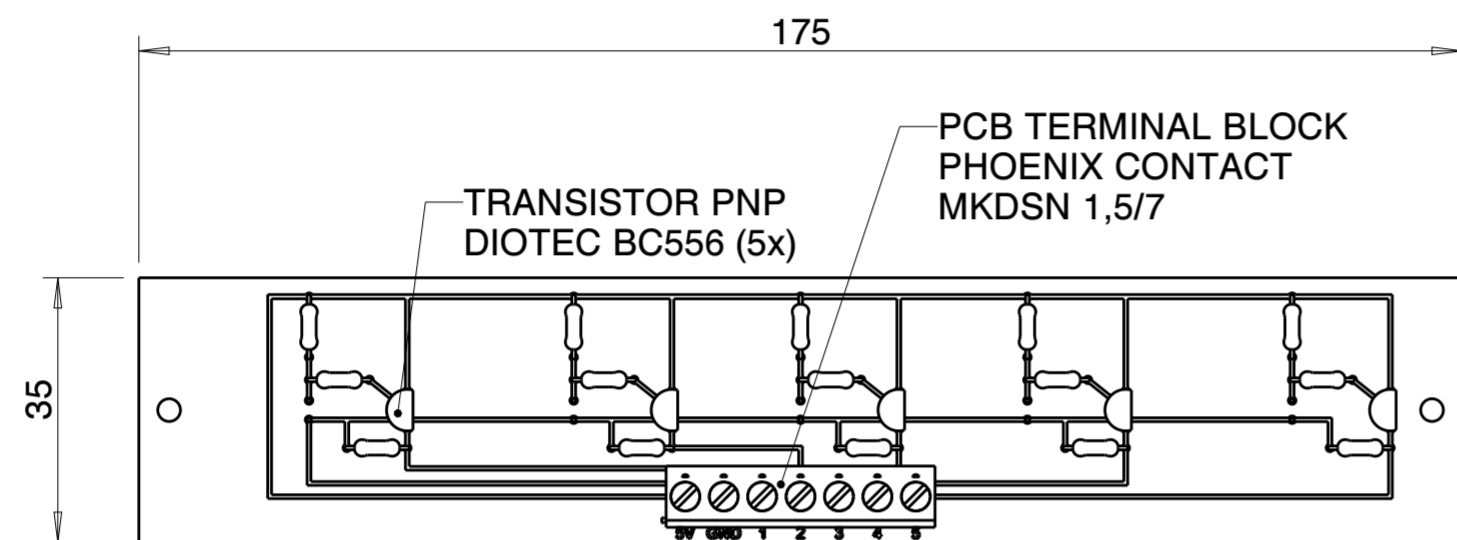 175
PCB TERMINAL BLOCK
PHOENIX CONTACT
MKDSN 1,5/7
TRANSISTOR PNP
DIOTEC BC556 (5x)
35
5V GND 1 2 3 4 5